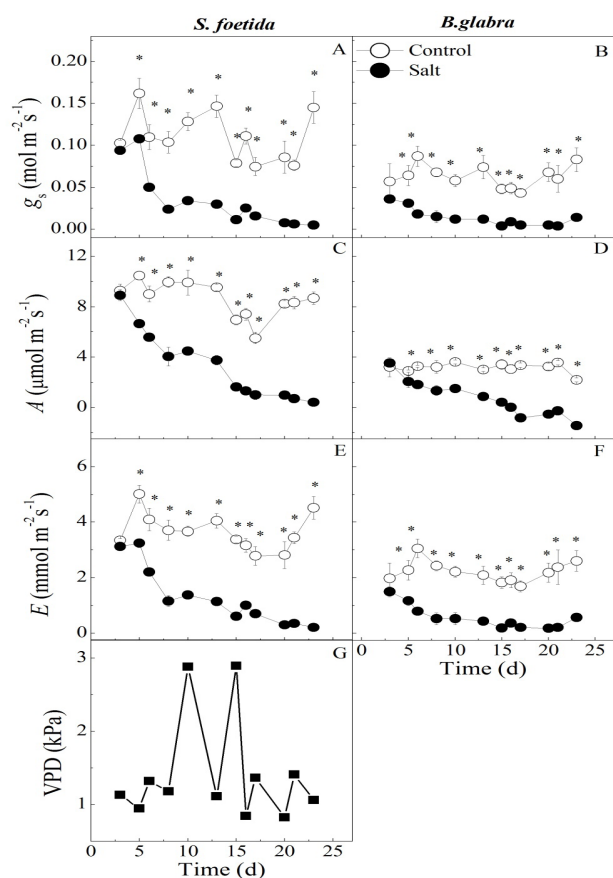 S. foetida B.glabra
A B
Control
Salt
0.20
0.15
0.10
0.05
0.00
gs (mol m⁻² s⁻¹)
* * * * * * * * * * *
* * * * * * * * * * *
C D
12
8
4
0
A (μmol m⁻² s⁻¹)
* * * * * * * * * * *
* * * * * * * * * * *
E F
6
4
2
0
E (mmol m⁻² s⁻¹)
* * * * * * * * * * *
* * * * * * * * * * *
0 5 10 15 20 25
Time (d)
G
3
2
1
VPD (kPa)
0 5 10 15 20 25
Time (d)